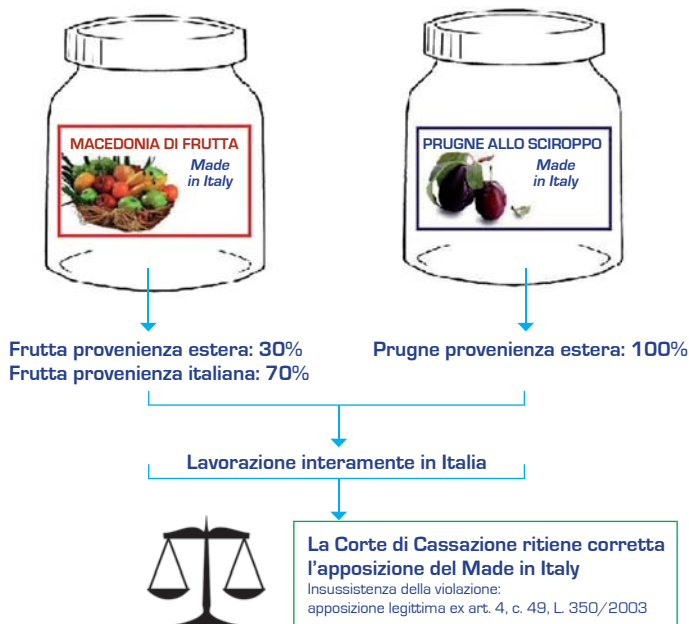 MACEDONIA DI FRUTTA
Made
in Italy
PRUGNE ALLO SCIROPPO
Made
in Italy
Frutta provenienza estera: 30%
Frutta provenienza italiana: 70%
Prugne provenienza estera: 100%
Lavorazione interamente in Italia
La Corte di Cassazione ritiene corretta
l'apposizione del Made in Italy
Insussistenza della violazione:
apposizione legittima ex art. 4, c. 49, L. 350/2003